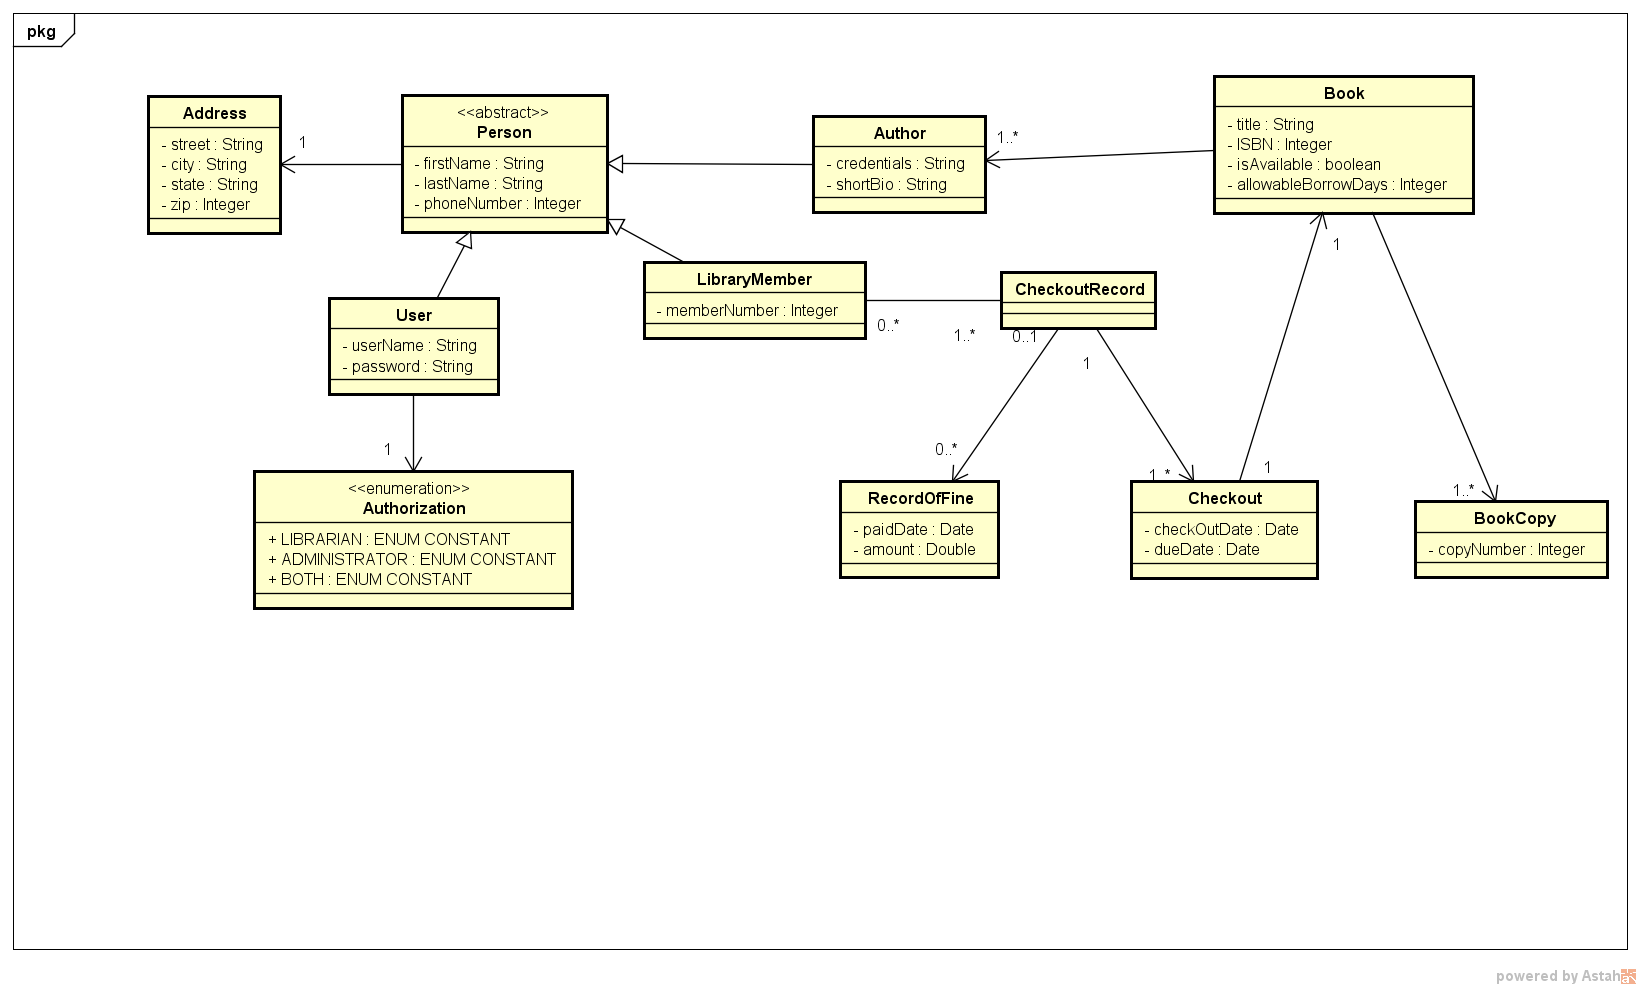 pkg
Address
- street : String
- city : String
- state : String
- zip : Integer
1
<<abstract>>
Person
- firstName : String
- lastName : String
- phoneNumber : Integer
Author
- credentials : String
- shortBio : String
1..*
Book
- title : String
- ISBN : Integer
- isAvailable : boolean
- allowableBorrowDays : Integer
1
LibraryMember
- memberNumber : Integer
0..*
1..*
CheckoutRecord
0..1
1
User
- userName : String
- password : String
1
<<enumeration>>
Authorization
+ LIBRARIAN : ENUM CONSTANT
+ ADMINISTRATOR : ENUM CONSTANT
+ BOTH : ENUM CONSTANT
0..*
RecordOfFine
- paidDate : Date
- amount : Double
1..*
1
Checkout
- checkOutDate : Date
- dueDate : Date
1..*
BookCopy
- copyNumber : Integer
powered by Astah